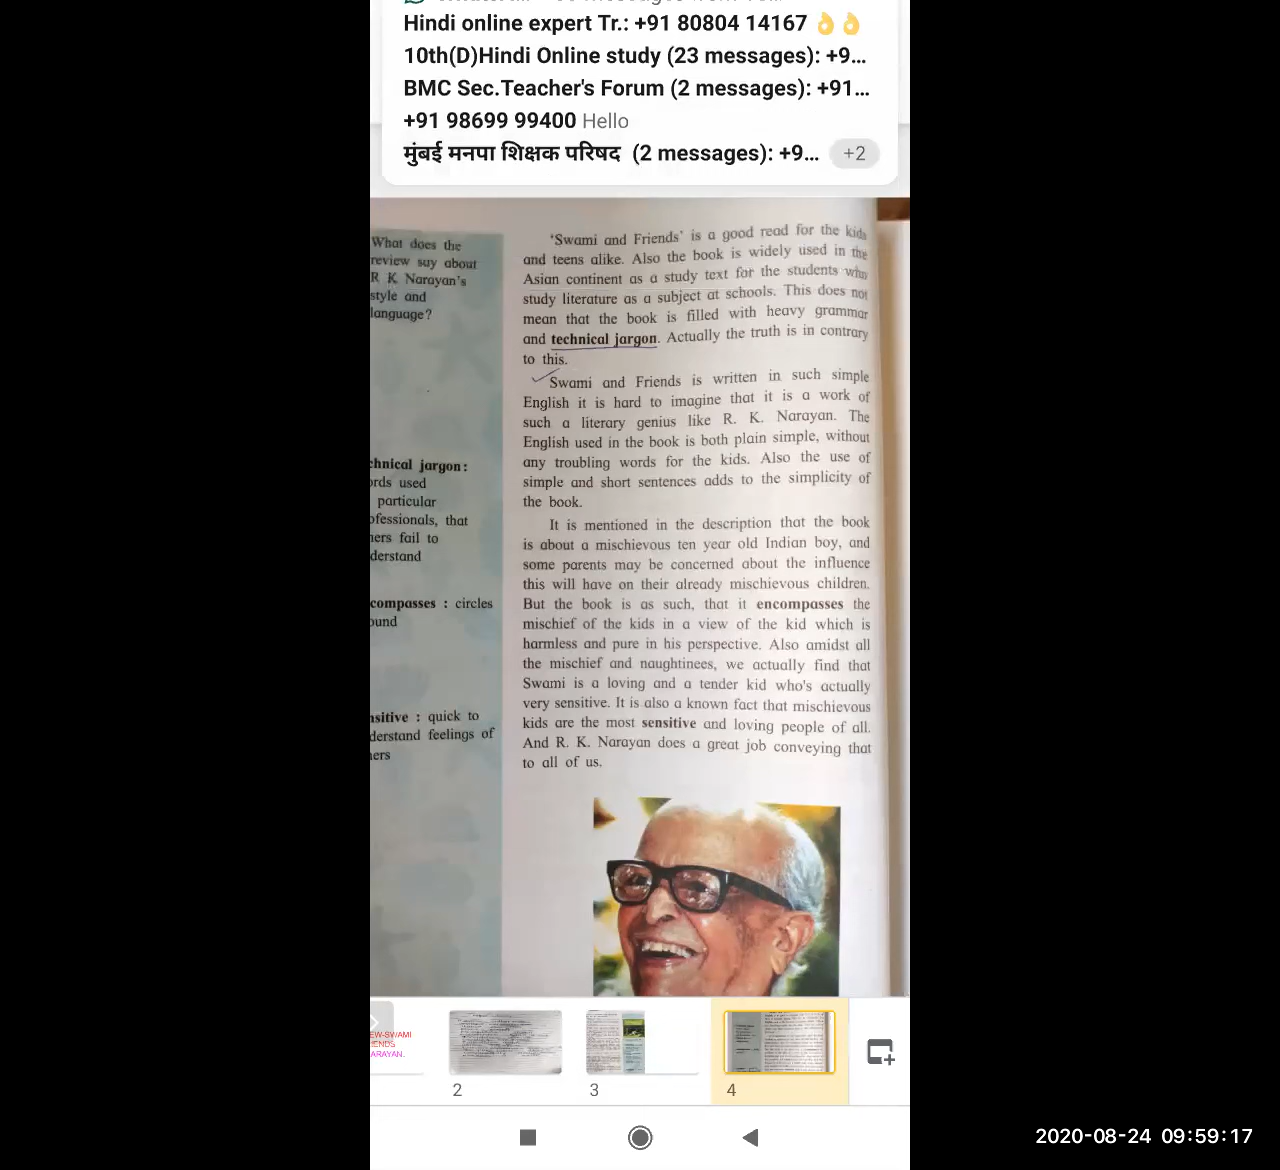 Hindi online expert Tr.: +91 80804 14167 👌👌
10th(D)Hindi Online study (23 messages): +9...
BMC Sec.Teacher's Forum (2 messages): +91...
+91 98699 99400 Hello
मुंबई मनपा शिक्षक परिषद (2 messages): +9... +2
What does the
review say about
R K Narayan's
style and
language?
chnical jargon:
ords used
particular
ofessionals, that
ners fail to
derstand
compasses : circles
ound
nsitive : quick to
derstand feelings of
ners
'Swami and Friends' is a good read for the kids
and teens alike. Also the book is widely used in the
Asian continent as a study text for the students who
study literature as a subject at schools. This does not
mean that the book is filled with heavy grammar
and technical jargon. Actually the truth is in contrary
to this.
Swami and Friends is written in such simple
English it is hard to imagine that it is a work of
such a literary genius like R. K. Narayan. The
English used in the book is both plain simple, without
any troubling words for the kids. Also the use of
simple and short sentences adds to the simplicity of
the book.
It is mentioned in the description that the book
is about a mischievous ten year old Indian boy, and
some parents may be concerned about the influence
this will have on their already mischievous children.
But the book is as such, that it encompasses the
mischief of the kids in a view of the kid which is
harmless and pure in his perspective. Also amidst all
the mischief and naughtinees, we actually find that
Swami is a loving and a tender kid who's actually
very sensitive. It is also a known fact that mischievous
kids are the most sensitive and loving people of all.
And R. K. Narayan does a great job conveying that
to all of us.
EW-SWAMI
IENDS
ARAYAN.
2
3
4
2020-08-24 09:59:17